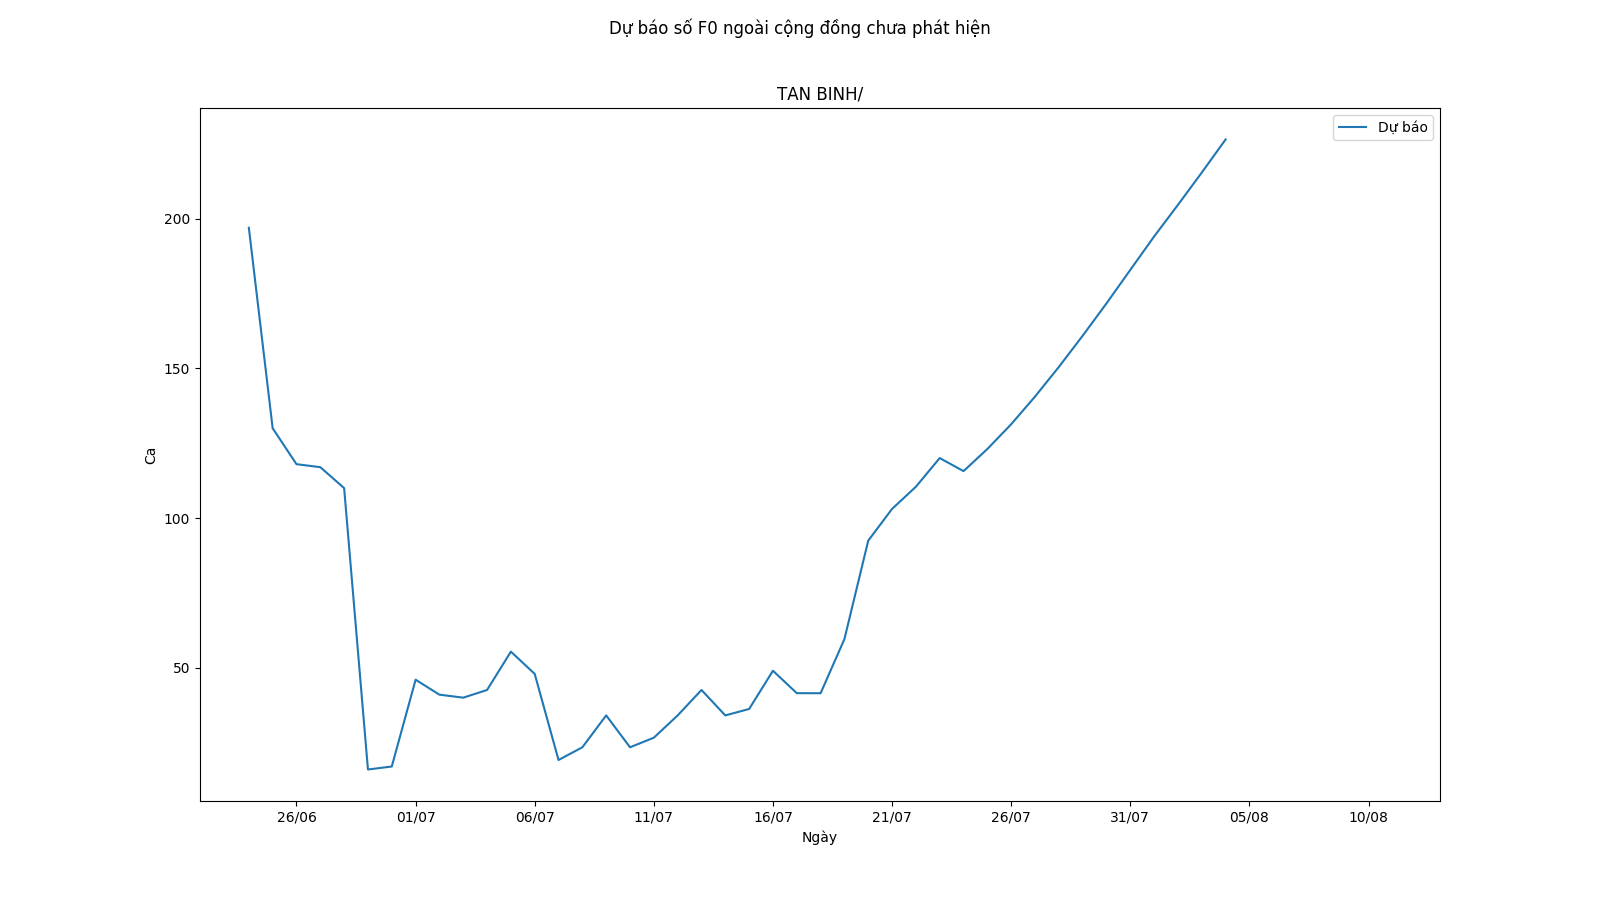 Dự báo số F0 ngoài cộng đồng chưa phát hiện
TAN BINH/
Dự báo
200
150
100
50
Ca
26/06 01/07 06/07 11/07 16/07 21/07 26/07 31/07 05/08 10/08
Ngày